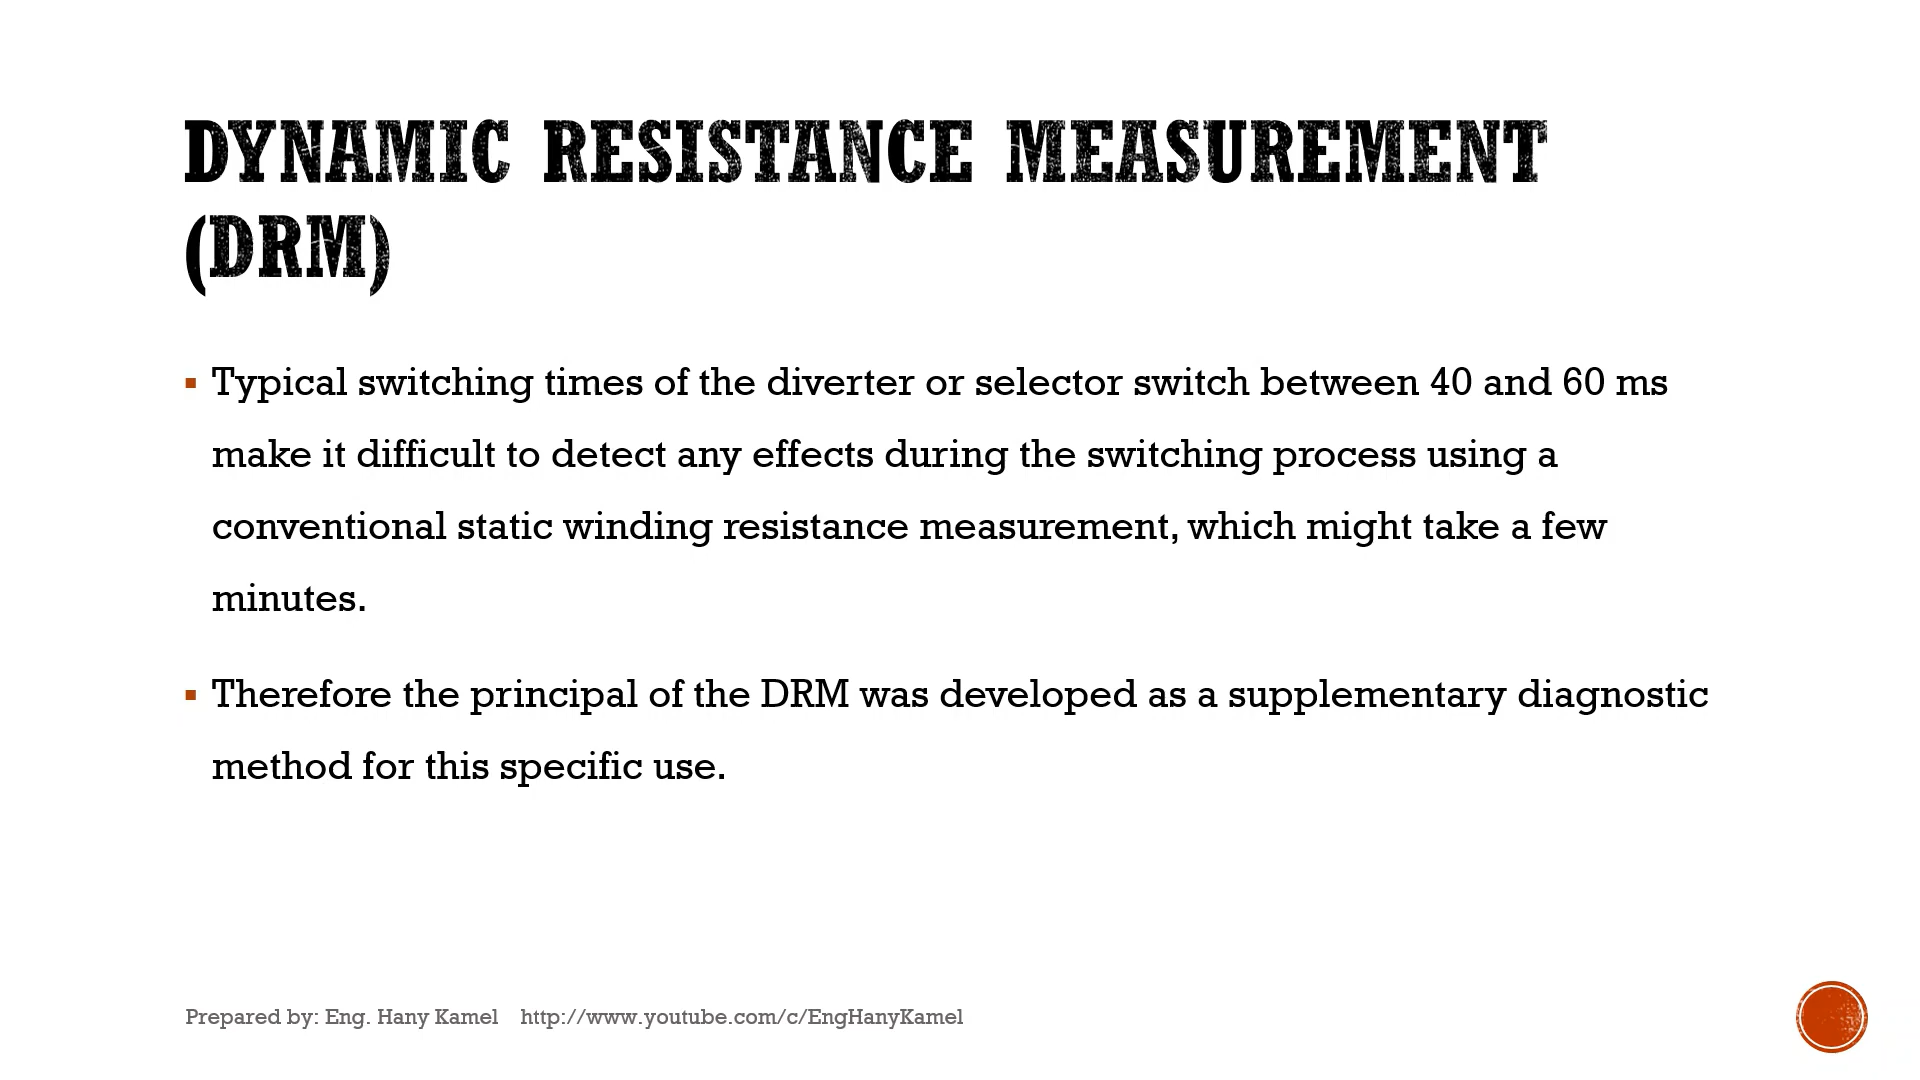 DYNAMIC RESISTANCE MEASUREMENT
(DRM)
▪ Typical switching times of the diverter or selector switch between 40 and 60 ms
make it difficult to detect any effects during the switching process using a
conventional static winding resistance measurement, which might take a few
minutes.
▪ Therefore the principal of the DRM was developed as a supplementary diagnostic
method for this specific use.
Prepared by: Eng. Hany Kamel http://www.youtube.com/c/EngHanyKamel